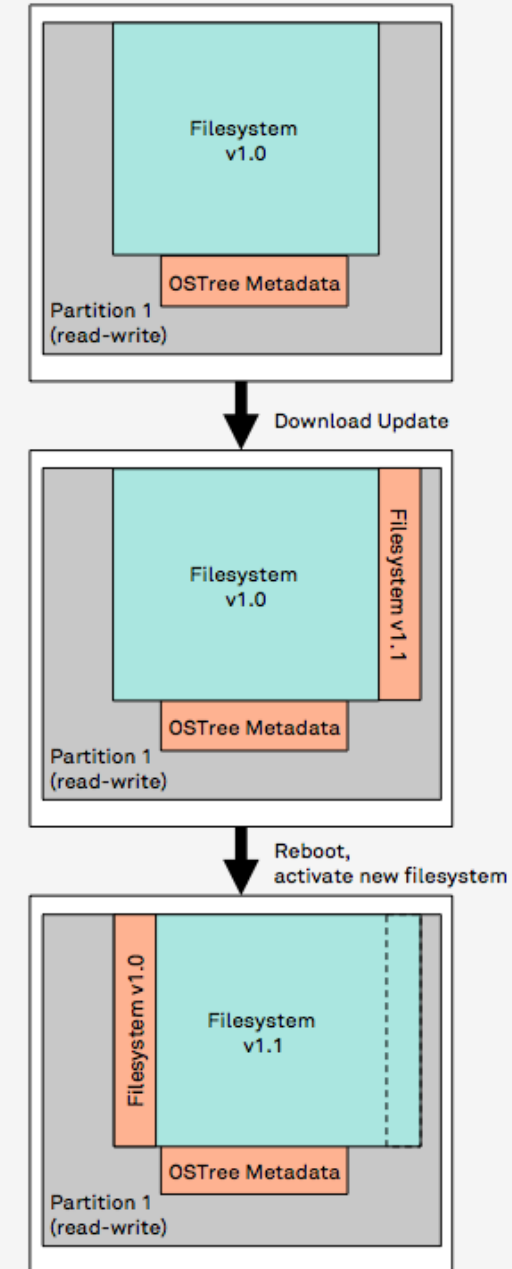 Filesystem
v1.0
OSTree Metadata
Partition 1
(read-write)
Download Update
Filesystem
v1.0
Filesystem v1.1
OSTree Metadata
Partition 1
(read-write)
Reboot,
activate new filesystem
Filesystem v1.0
Filesystem
v1.1
OSTree Metadata
Partition 1
(read-write)